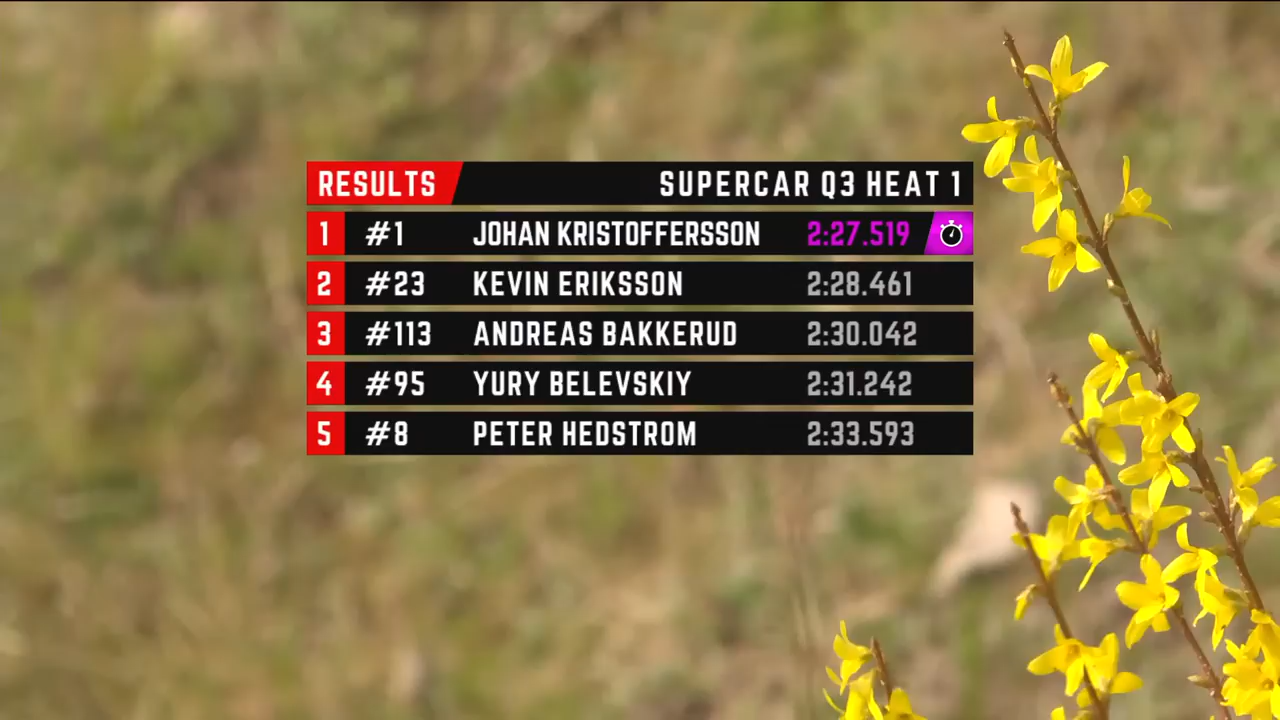 RESULTS SUPERCAR Q3 HEAT 1
1 #1 JOHAN KRISTOFFERSSON 2:27.519
2 #23 KEVIN ERIKSSON 2:28.461
3 #113 ANDREAS BAKKERUD 2:30.042
4 #95 YURY BELEVSKIY 2:31.242
5 #8 PETER HEDSTROM 2:33.593